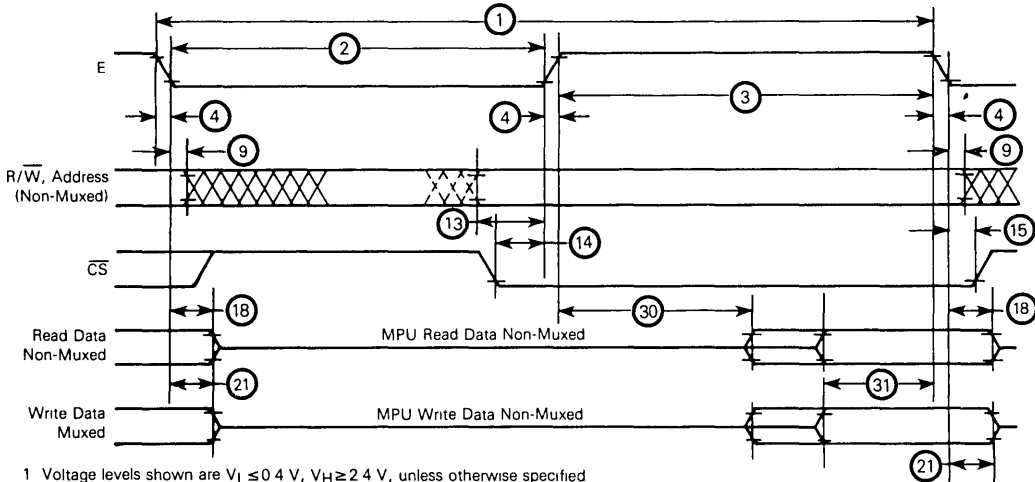 1
2
E
3
4
4
4
9
9
R/W̅, Address
(Non-Muxed)
13
14
15
C̅S̅
18
30
18
Read Data
Non-Muxed
MPU Read Data Non-Muxed
21
31
Write Data
Muxed
MPU Write Data Non-Muxed
21
1 Voltage levels shown are VL ≤0 4 V, VH≥2 4 V, unless otherwise specified